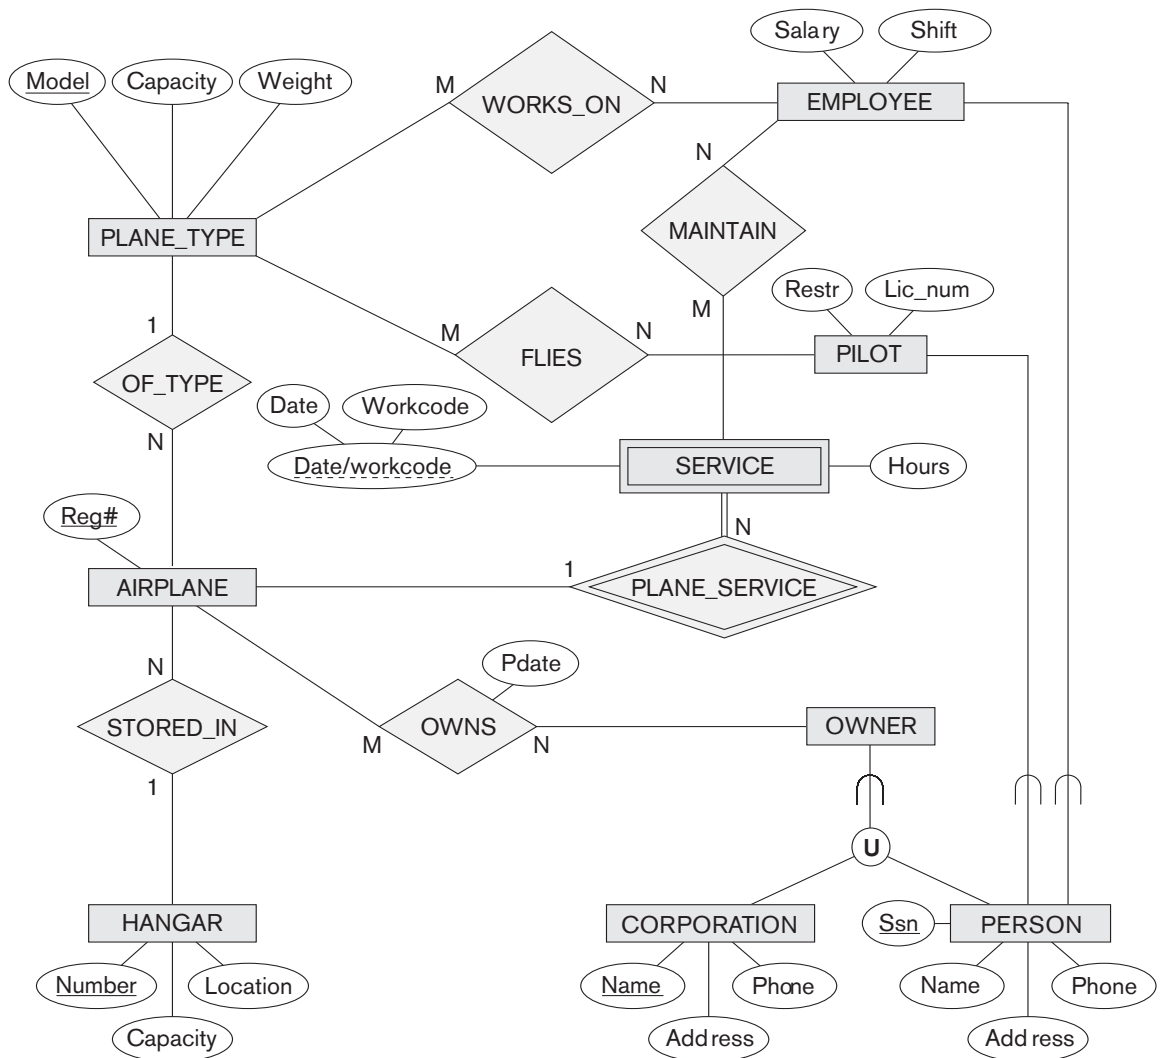 Salary
Shift
Model
Capacity
Weight
M
WORKS_ON
N
EMPLOYEE
N
PLANE_TYPE
MAINTAIN
Restr
Lic_num
M
1
M
FLIES
N
PILOT
OF_TYPE
Date
Workcode
N
Date/workcode
SERVICE
Hours
Reg#
N
1
AIRPLANE
PLANE_SERVICE
Pdate
N
STORED_IN
OWNS
OWNER
M
N
1
U
HANGAR
CORPORATION
Ssn
PERSON
Number
Location
Name
Phone
Name
Phone
Capacity
Address
Address